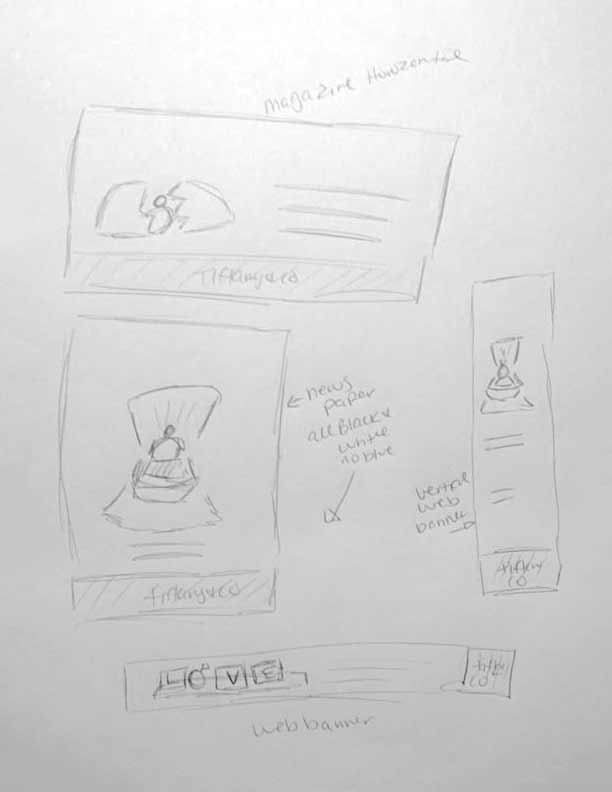 magazine Horizontal
Tiffany&co
← news
paper
all Black &
white
no blue
Tiffany&co
vertical
web
banner
tiffany
co
LOVE
tiffany
co
web banner